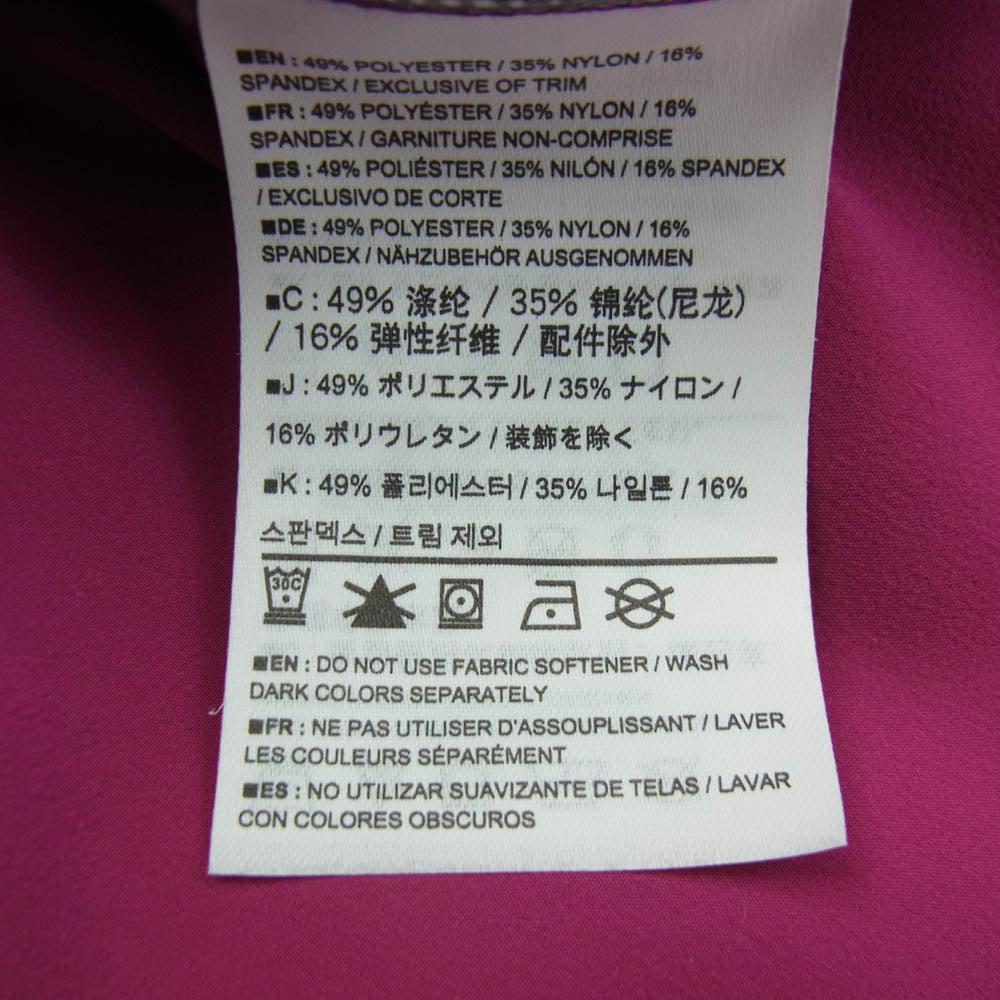 ■EN : 49% POLYESTER / 35% NYLON / 16%
SPANDEX / EXCLUSIVE OF TRIM
■FR : 49% POLYÉSTER / 35% NYLON / 16%
SPANDEX / GARNITURE NON-COMPRISE
■ES : 49% POLIÉSTER / 35% NILÓN / 16% SPANDEX
/ EXCLUSIVO DE CORTE
■DE : 49% POLYESTER / 35% NYLON / 16%
SPANDEX / NÄHZUBEHÖR AUSGENOMMEN
■C : 49% 涤纶 / 35% 锦纶(尼龙)
/ 16% 弹性纤维 / 配件除外
■J : 49% ポリエステル / 35% ナイロン /
16% ポリウレタン / 装飾を除く
■K : 49% 폴리에스터 / 35% 나일론 / 16%
스판덱스 / 트림 제외
30C
■EN : DO NOT USE FABRIC SOFTENER / WASH
DARK COLORS SEPARATELY
■FR : NE PAS UTILISER D'ASSOUPLISSANT / LAVER
LES COULEURS SÉPARÉMENT
■ES : NO UTILIZAR SUAVIZANTE DE TELAS / LAVAR
CON COLORES OBSCUROS